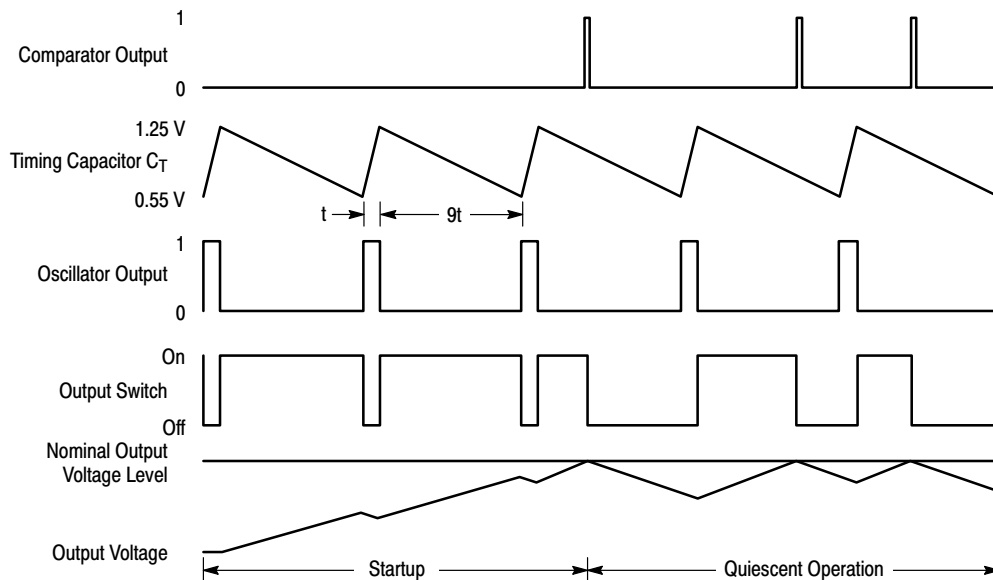 1
Comparator Output
0
1.25 V
Timing Capacitor CT
0.55 V
t
9t
1
Oscillator Output
0
On
Output Switch
Off
Nominal Output
Voltage Level
Output Voltage
Startup
Quiescent Operation